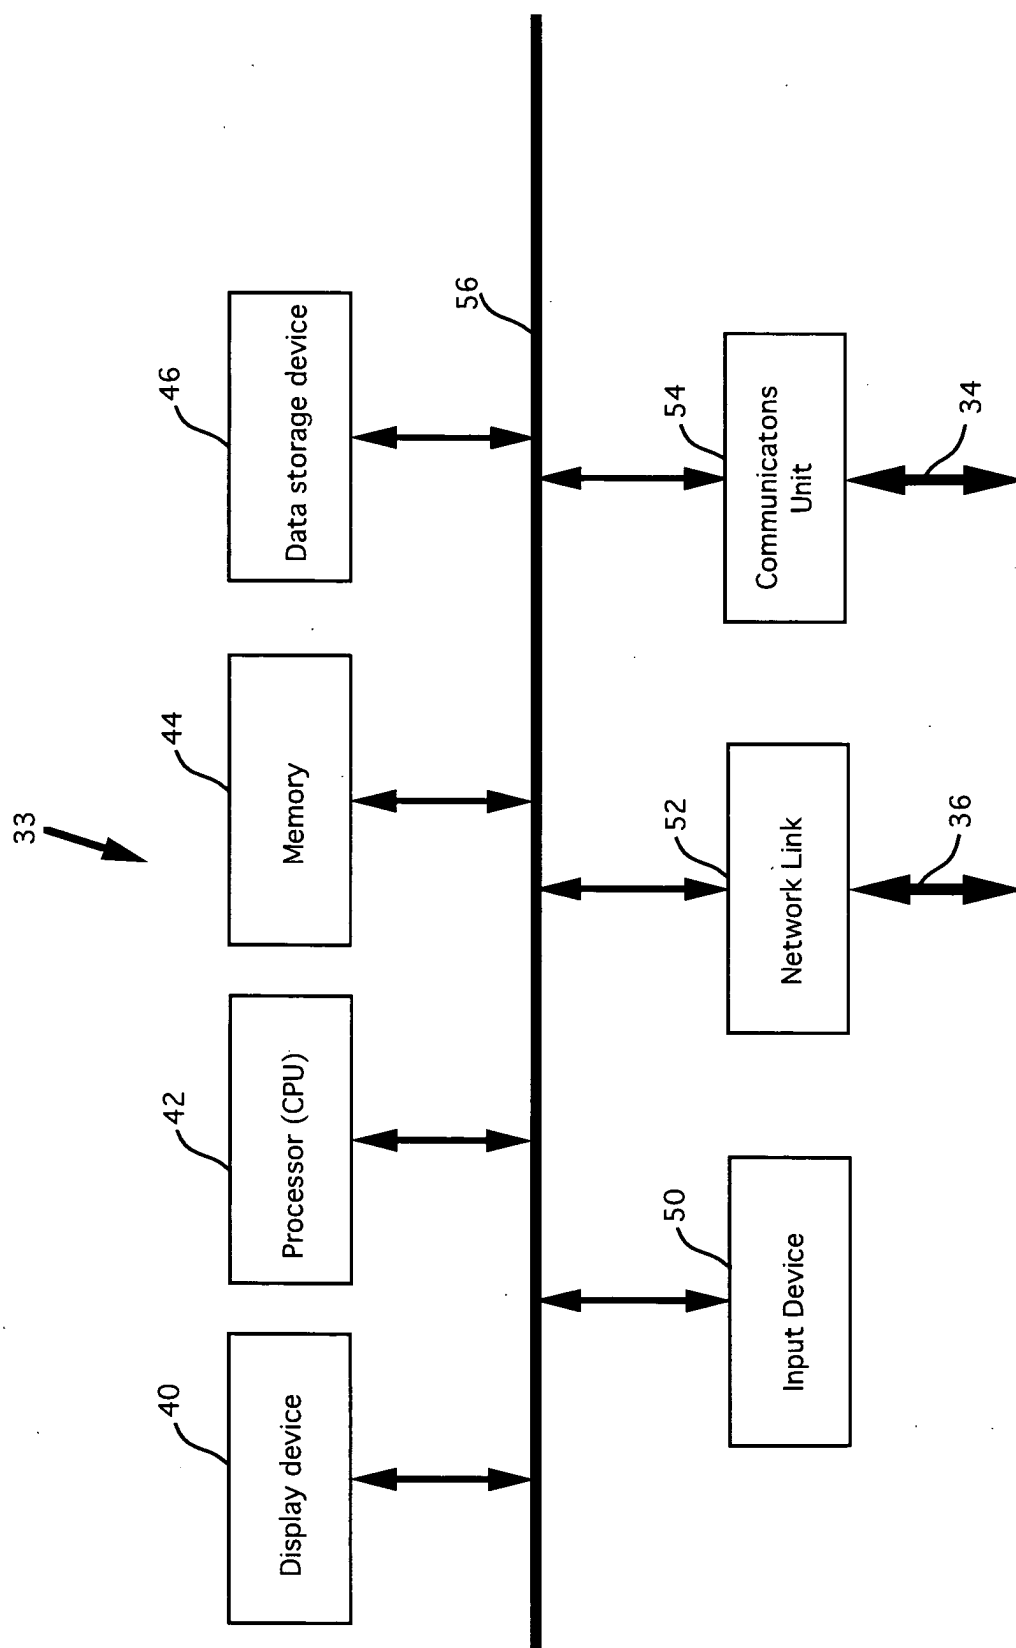 33
40
42
44
46
Display device
Processor (CPU)
Memory
Data storage device
56
50
52
54
Input Device
Network Link
Communicatons
Unit
36
34